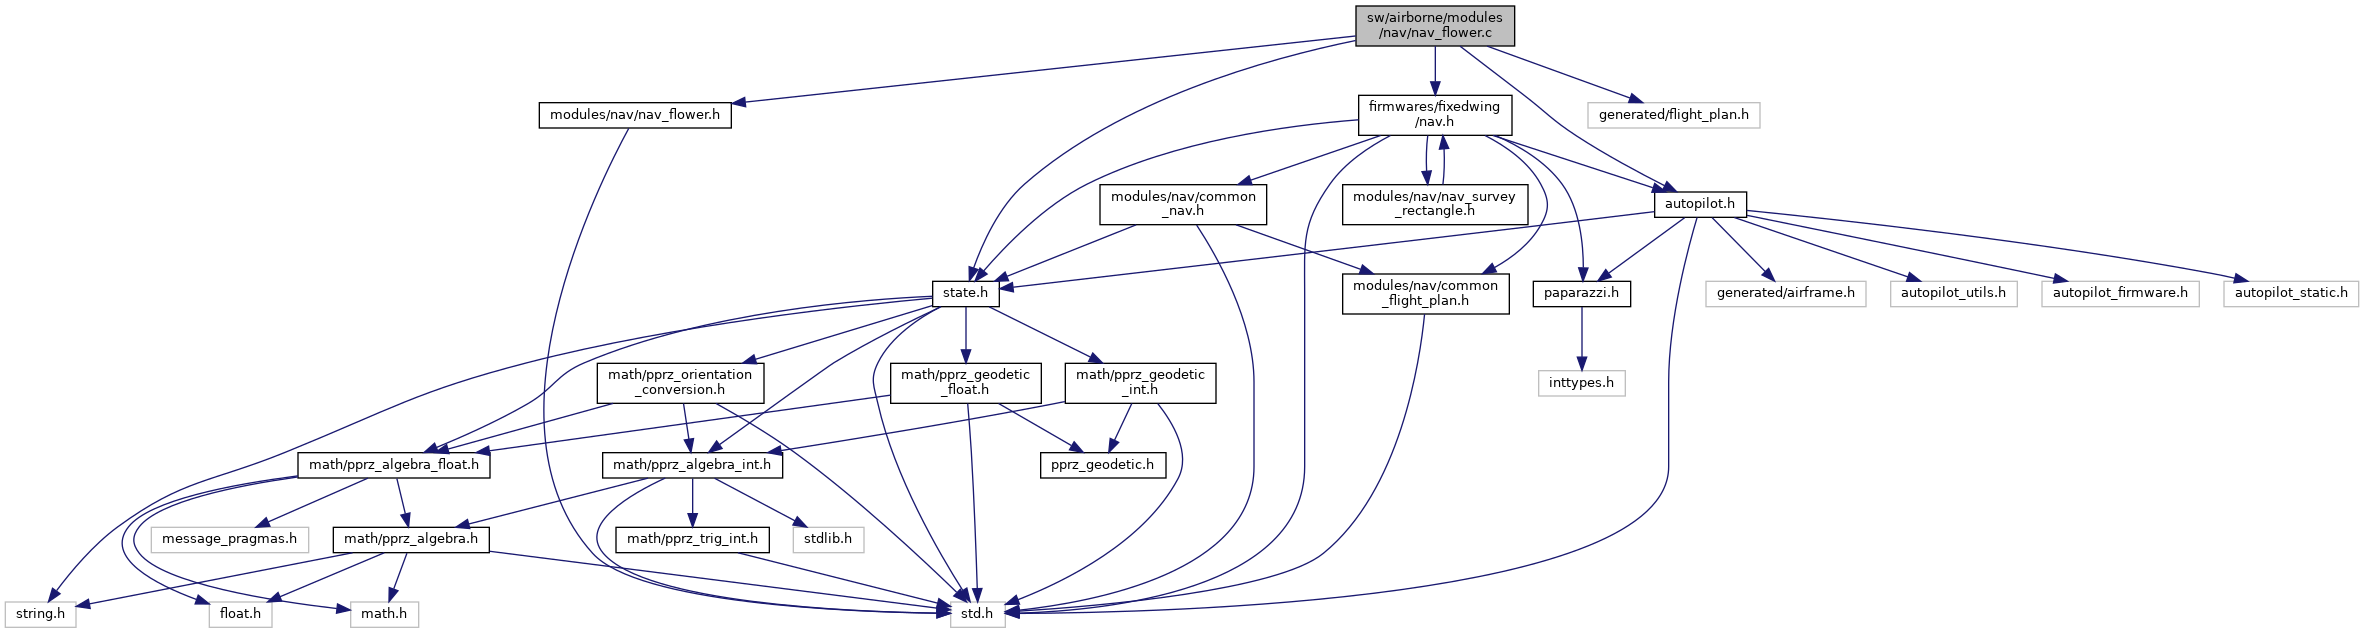 sw/airborne/modules
/nav/nav_flower.c
modules/nav/nav_flower.h
firmwares/fixedwing
/nav.h
generated/flight_plan.h
modules/nav/common
_nav.h
modules/nav/nav_survey
_rectangle.h
autopilot.h
state.h
modules/nav/common
_flight_plan.h
paparazzi.h
generated/airframe.h
autopilot_utils.h
autopilot_firmware.h
autopilot_static.h
math/pprz_orientation
_conversion.h
math/pprz_geodetic
_float.h
math/pprz_geodetic
_int.h
inttypes.h
math/pprz_algebra_float.h
math/pprz_algebra_int.h
pprz_geodetic.h
message_pragmas.h
math/pprz_algebra.h
math/pprz_trig_int.h
stdlib.h
string.h
float.h
math.h
std.h